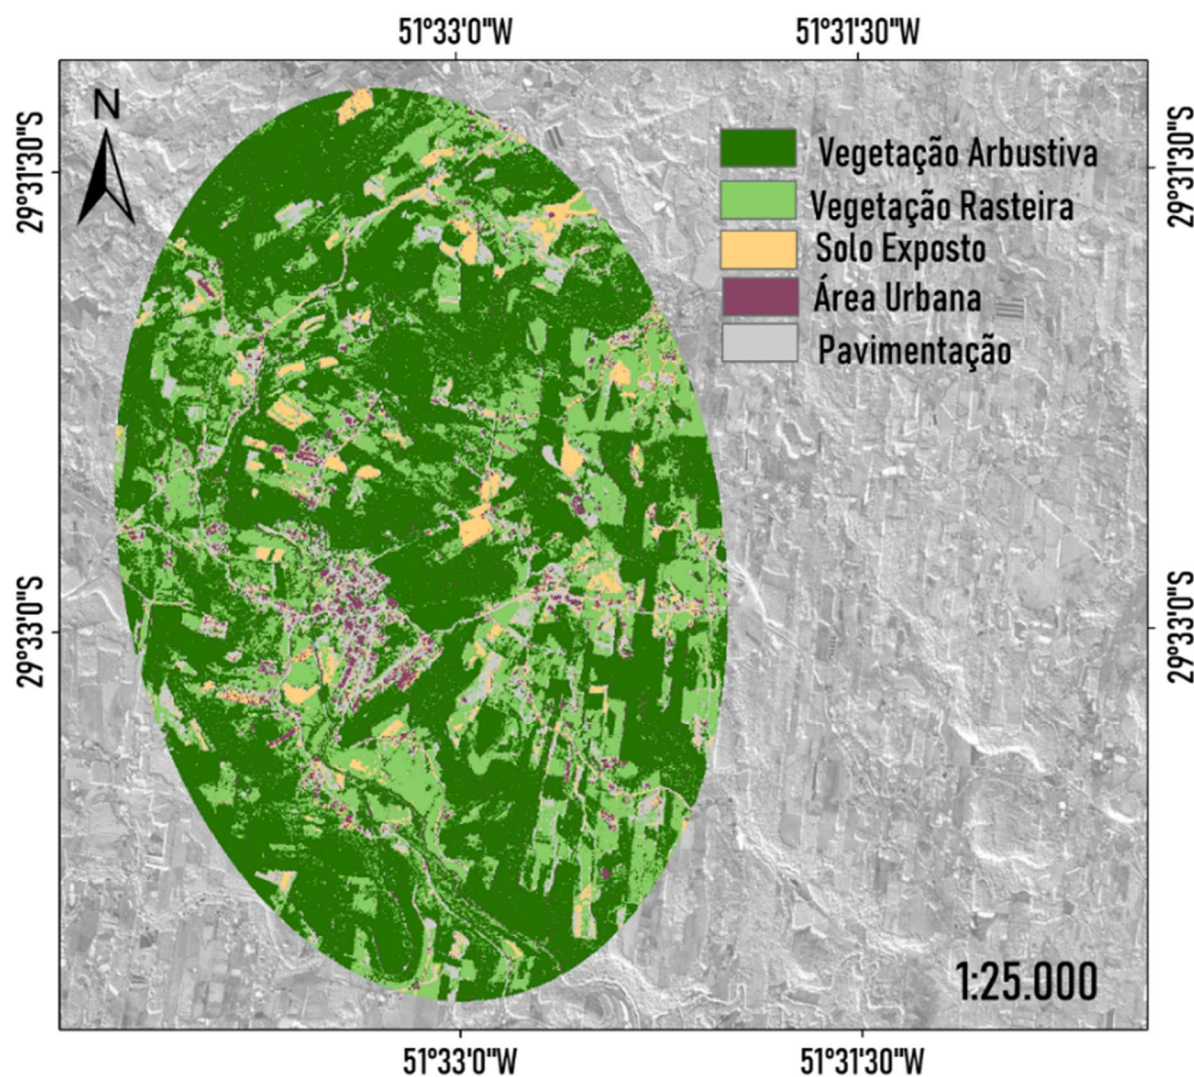 51°33'0"W
51°31'30"W
N
29°31'30"S
29°31'30"S
Vegetação Arbustiva
Vegetação Rasteira
Solo Exposto
Área Urbana
Pavimentação
29°33'0"S
29°33'0"S
1:25.000
51°33'0"W
51°31'30"W